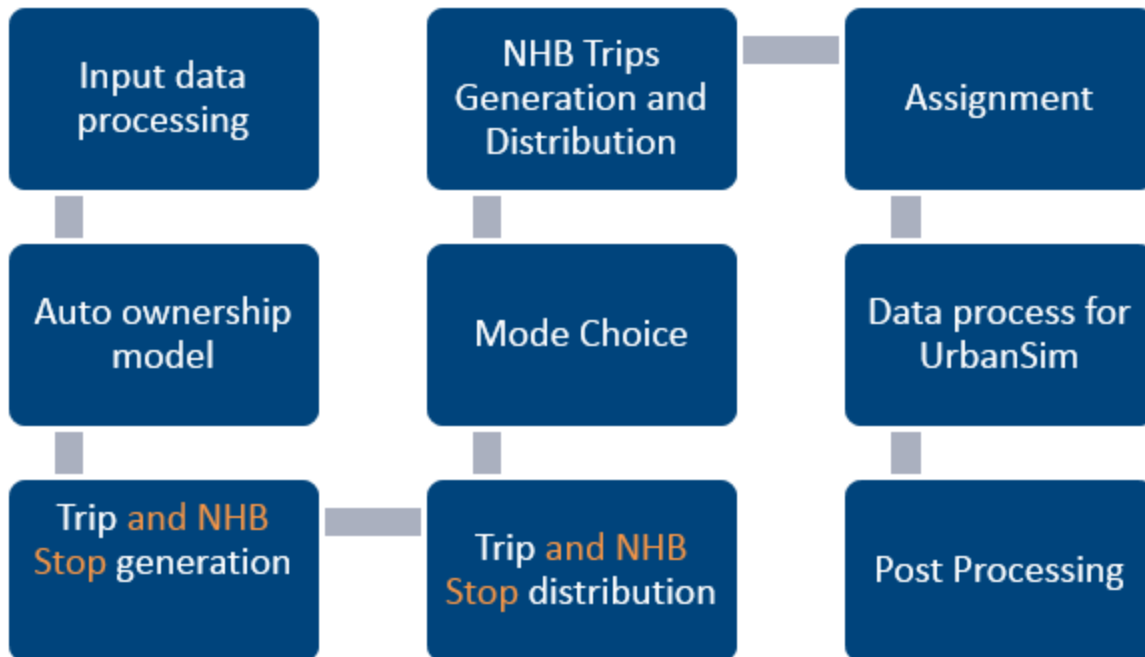 Input data
processing
Auto ownership
model
Trip and NHB
Stop generation
Trip and NHB
Stop distribution
Mode Choice
NHB Trips
Generation and
Distribution
Assignment
Data process for
UrbanSim
Post Processing